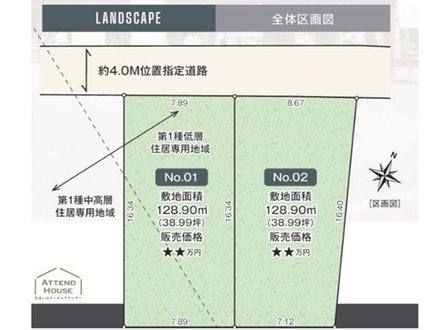 LANDSCAPE
全体区画図
約4.0M位置指定道路
7.89
8.67
第1種低層
住居専用地域
第1種中高層
住居専用地域
No.01
敷地面積
128.90㎡
(38.99坪)
販売価格
★★万円
No.02
敷地面積
128.90㎡
(38.99坪)
販売価格
★★万円
16.34
16.34
16.40
N
[区画図]
7.89
7.12
ATTEND
HOUSE